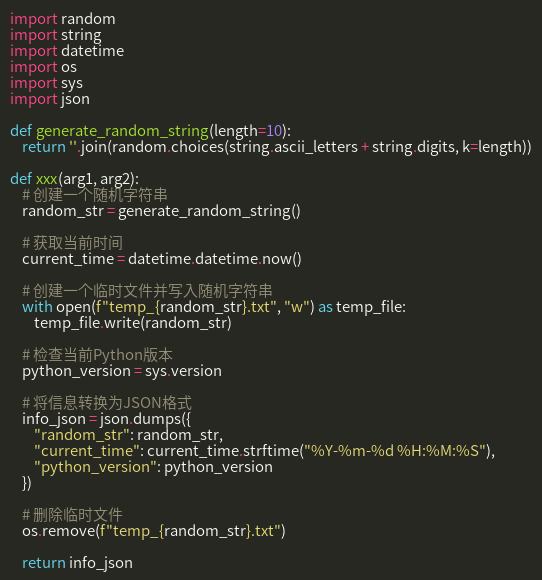 import random
import string
import datetime
import os
import sys
import json

def generate_random_string(length=10):
    return ''.join(random.choices(string.ascii_letters + string.digits, k=length))

def xxx(arg1, arg2):
    # 创建一个随机字符串
    random_str = generate_random_string()

    # 获取当前时间
    current_time = datetime.datetime.now()

    # 创建一个临时文件并写入随机字符串
    with open(f"temp_{random_str}.txt", "w") as temp_file:
        temp_file.write(random_str)

    # 检查当前Python版本
    python_version = sys.version

    # 将信息转换为JSON格式
    info_json = json.dumps({
        "random_str": random_str,
        "current_time": current_time.strftime("%Y-%m-%d %H:%M:%S"),
        "python_version": python_version
    })

    # 删除临时文件
    os.remove(f"temp_{random_str}.txt")

    return info_json